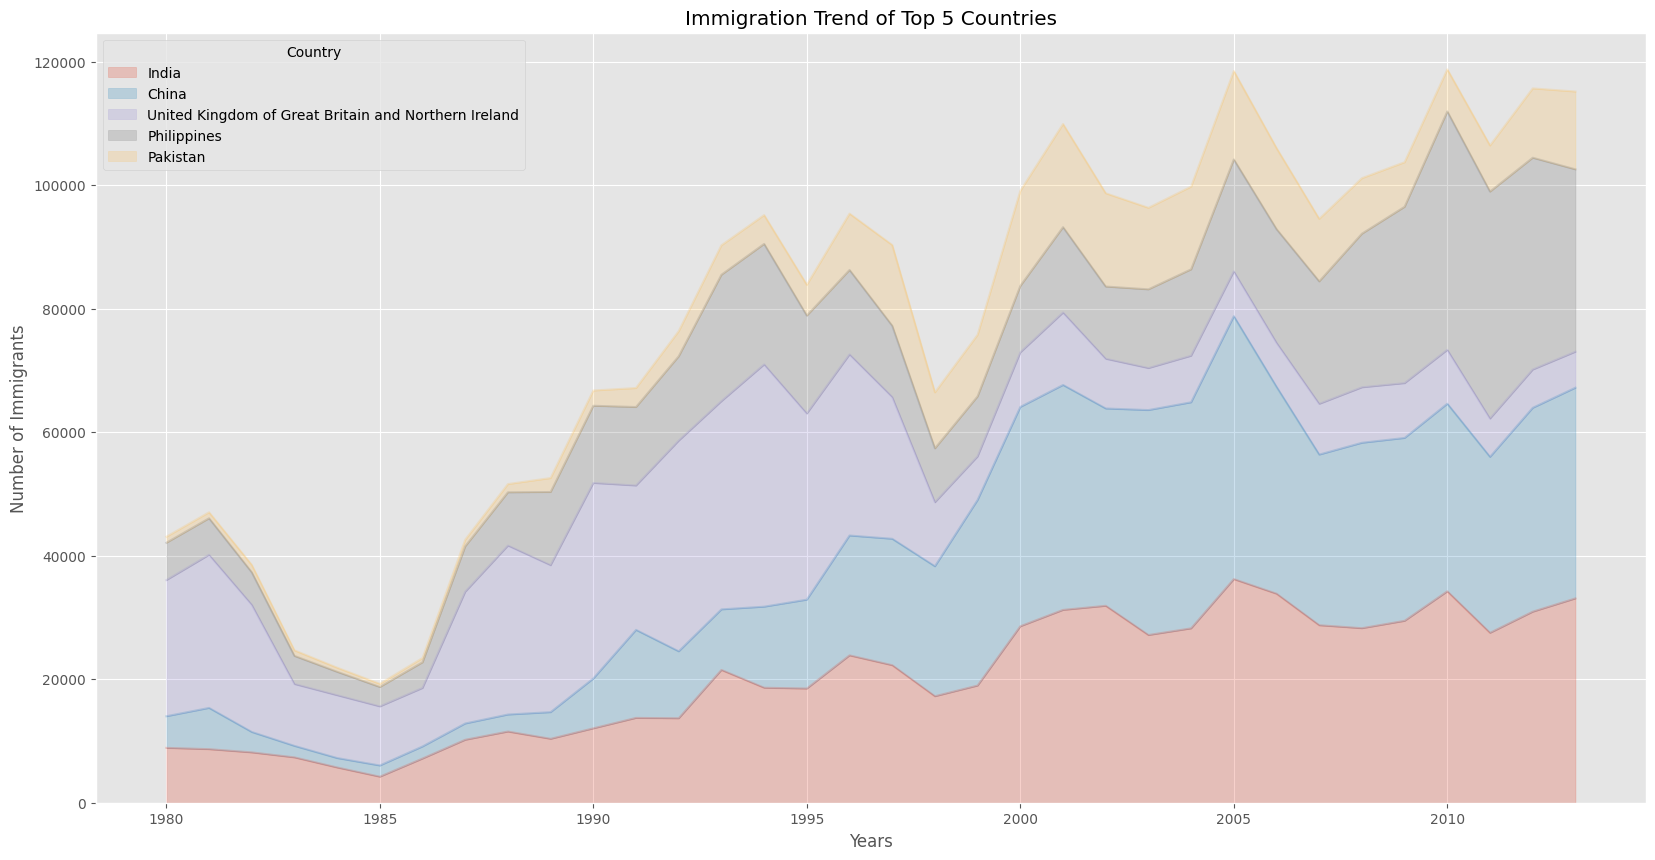 Immigration Trend of Top 5 Countries
Country
India
China
United Kingdom of Great Britain and Northern Ireland
Philippines
Pakistan
120000
100000
80000
60000
40000
20000
0
Number of Immigrants
1980 1985 1990 1995 2000 2005 2010
Years